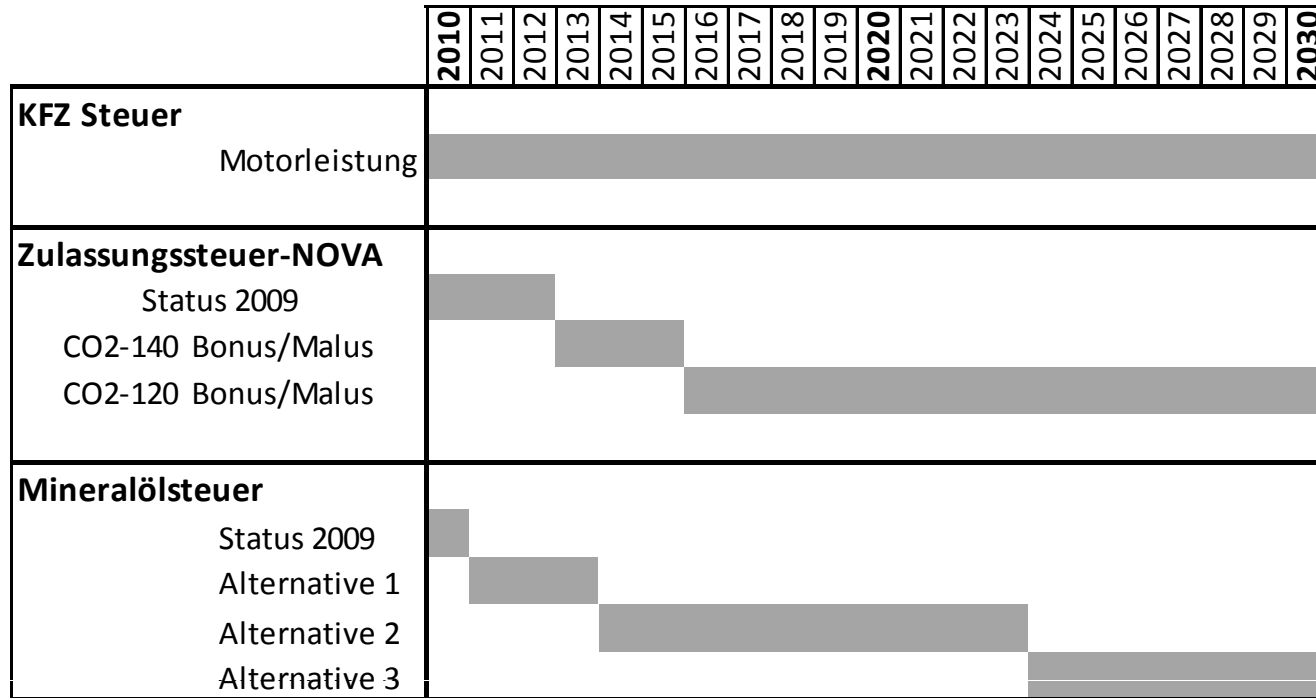 2010 2011 2012 2013 2014 2015 2016 2017 2018 2019 2020 2021 2022 2023 2024 2025 2026 2027 2028 2029 2030
KFZ Steuer
Motorleistung
Zulassungssteuer-NOVA
Status 2009
CO2-140 Bonus/Malus
CO2-120 Bonus/Malus
Mineralölsteuer
Status 2009
Alternative 1
Alternative 2
Alternative 3